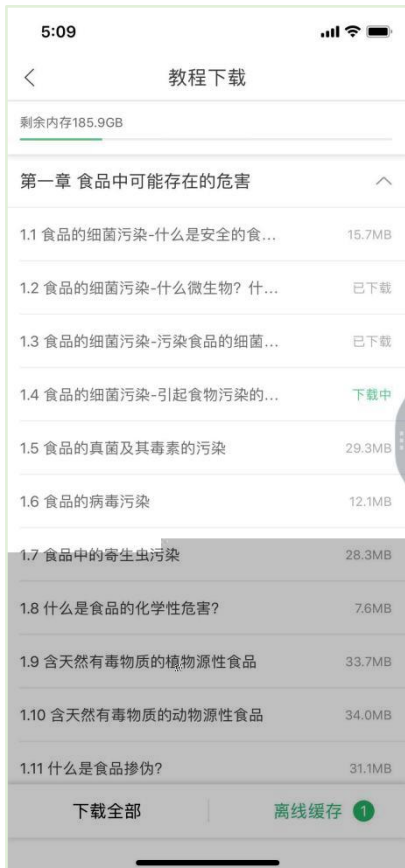 5:09
教程下载
剩余内存185.9GB
第一章 食品中可能存在的危害
1.1 食品的细菌污染-什么是安全的食... 15.7MB
1.2 食品的细菌污染-什么微生物？什... 已下载
1.3 食品的细菌污染-污染食品的细菌... 已下载
1.4 食品的细菌污染-引起食物污染的... 下载中
1.5 食品的真菌及其毒素的污染 29.3MB
1.6 食品的病毒污染 12.1MB
1.7 食品中的寄生虫污染 28.3MB
1.8 什么是食品的化学性危害? 7.6MB
1.9 含天然有毒物质的植物源性食品 33.7MB
1.10 含天然有毒物质的动物源性食品 34.0MB
1.11 什么是食品掺伪? 31.1MB
下载全部 离线缓存 1